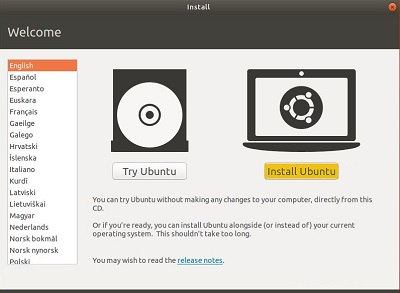 Install
Welcome
English
Español
Esperanto
Euskara
Français
Gaeilge
Galego
Hrvatski
Íslenska
Italiano
Kurdî
Latviski
Lietuviškai
Magyar
Nederlands
Norsk bokmål
Norsk nynorsk
Polski
Try Ubuntu
Install Ubuntu
You can try Ubuntu without making any changes to your computer, directly from this
CD.
Or if you're ready, you can install Ubuntu alongside (or instead of) your current
operating system. This shouldn't take too long.
You may wish to read the release notes.